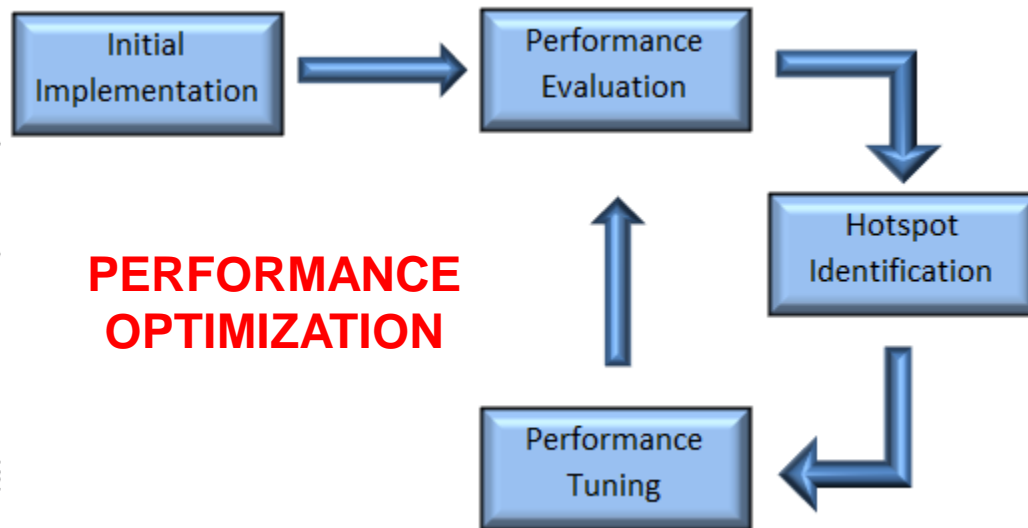 Initial
Implementation
Performance
Evaluation
Hotspot
Identification
PERFORMANCE
OPTIMIZATION
Performance
Tuning